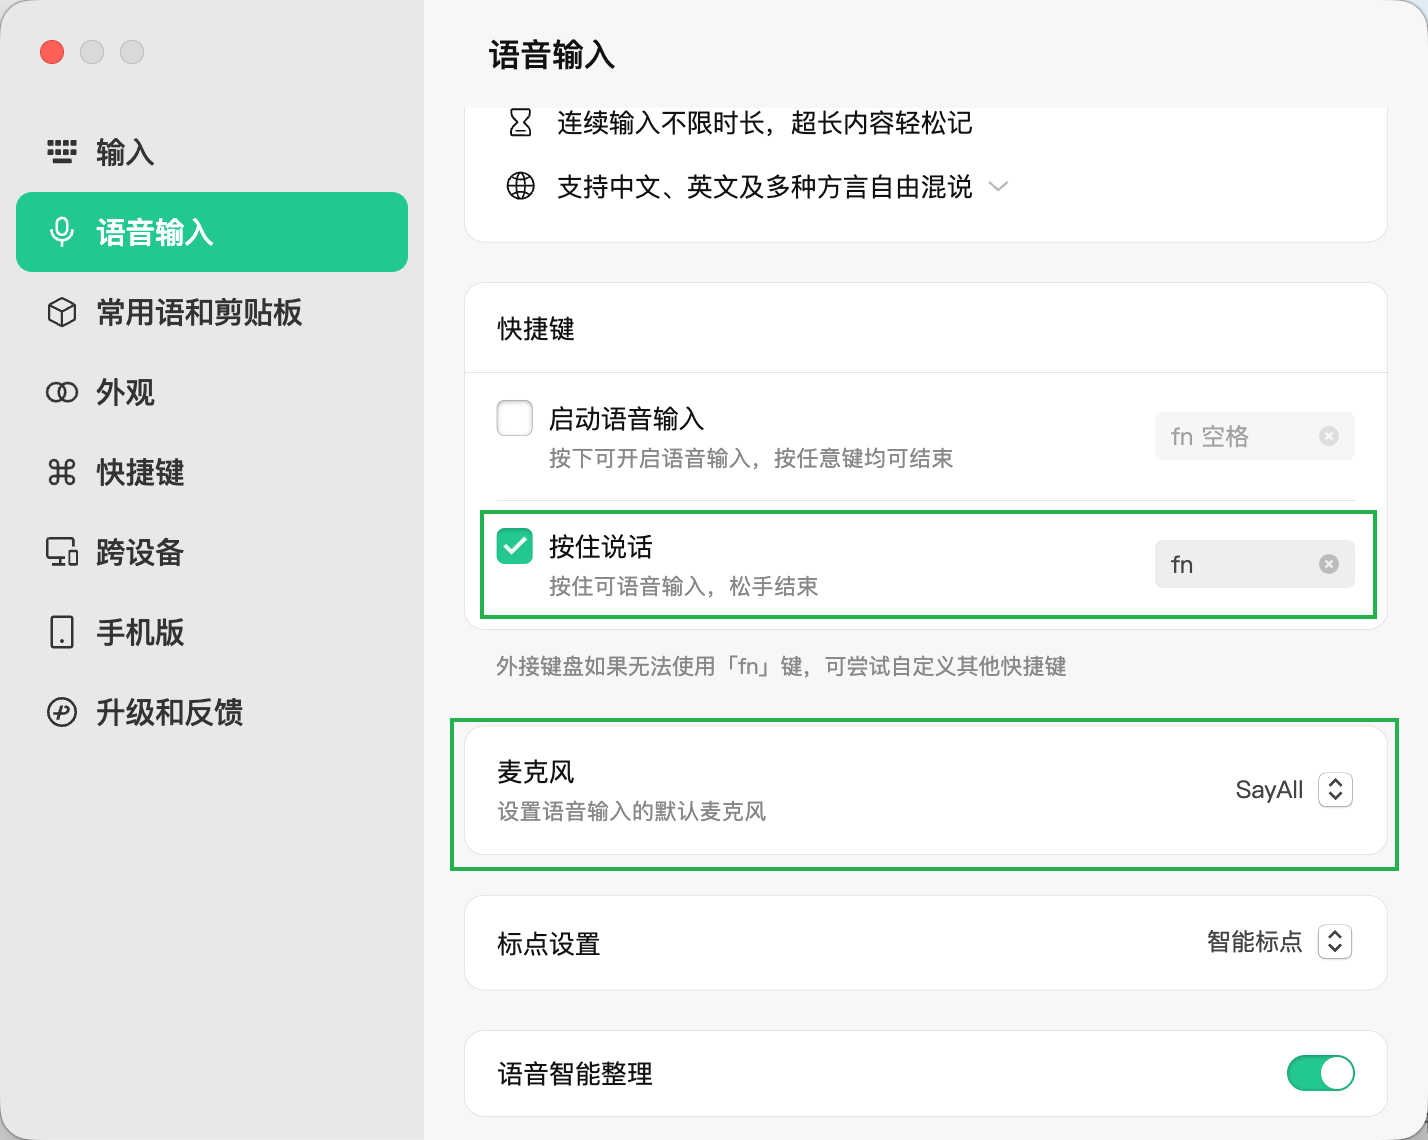 输入
语音输入
常用语和剪贴板
外观
快捷键
跨设备
手机版
升级和反馈
语音输入
连续输入不限时长，超长内容轻松记
支持中文、英文及多种方言自由混说
快捷键
启动语音输入
按下可开启语音输入，按任意键均可结束
fn 空格
按住说话
按住可语音输入，松手结束
fn
外接键盘如果无法使用「fn」键，可尝试自定义其他快捷键
麦克风
设置语音输入的默认麦克风
SayAll
标点设置
智能标点
语音智能整理